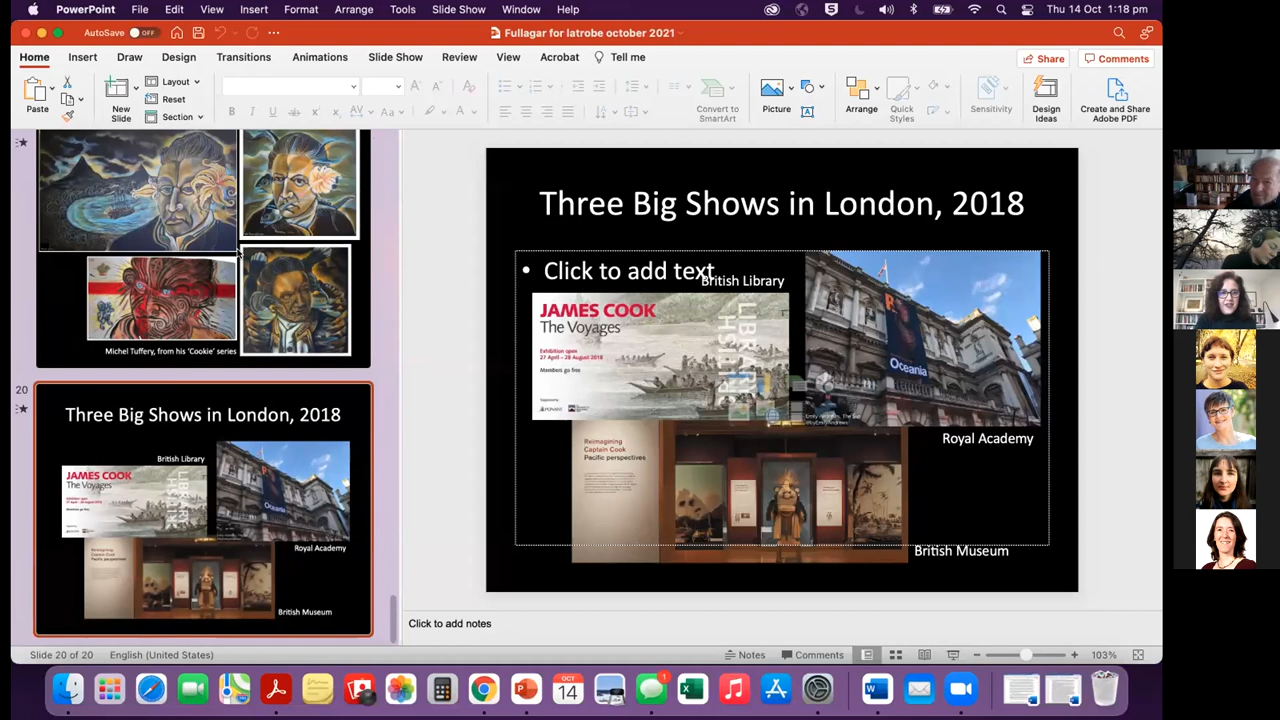 PowerPoint File Edit View Insert Format Arrange Tools Slide Show Window Help Thu 14 Oct 1:18 pm
AutoSave OFF Fullagar for latrobe october 2021
Home Insert Draw Design Transitions Animations Slide Show Review View Acrobat Tell me Share Comments
Paste New Slide Layout Reset Section Convert to SmartArt Picture Arrange Quick Styles Sensitivity Design Ideas Create and Share Adobe PDF
Michel Tuffery, from his 'Cookie' series
20
Three Big Shows in London, 2018
British Library
JAMES COOK
The Voyages
Oceania
Royal Academy
Reimagining
Captain Cook
Pacific perspectives
British Museum
Three Big Shows in London, 2018
• Click to add text
British Library
JAMES COOK
The Voyages
Exhibition open
27 April – 28 August 2018
Members go free
LIBRARY
BRITISH
Oceania
Royal Academy
Reimagining
Captain Cook
Pacific perspectives
British Museum
Click to add notes
Slide 20 of 20 English (United States) Notes Comments 103%
OCT
14
1